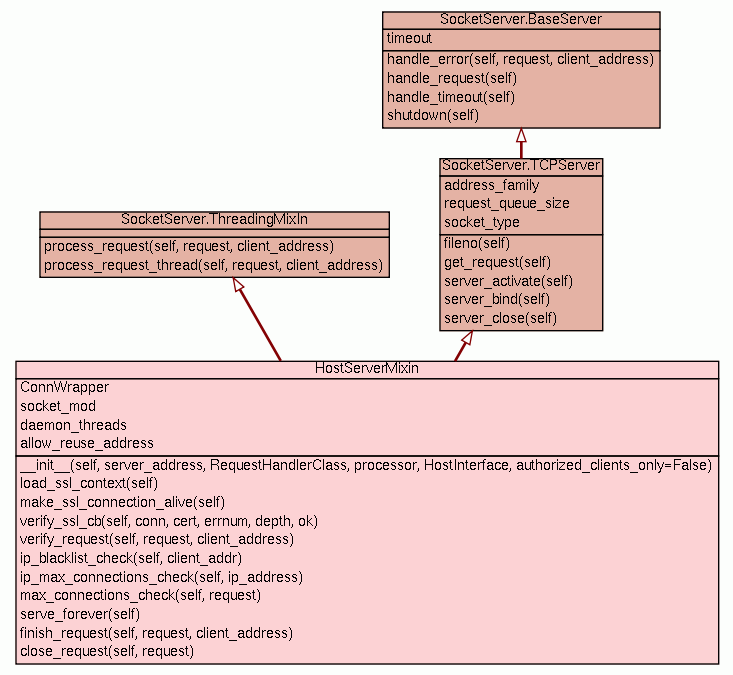 SocketServer.BaseServer
timeout
handle_error(self, request, client_address)
handle_request(self)
handle_timeout(self)
shutdown(self)
SocketServer.TCPServer
address_family
request_queue_size
socket_type
fileno(self)
get_request(self)
server_activate(self)
server_bind(self)
server_close(self)
SocketServer.ThreadingMixIn
process_request(self, request, client_address)
process_request_thread(self, request, client_address)
HostServerMixin
ConnWrapper
socket_mod
daemon_threads
allow_reuse_address
__init__(self, server_address, RequestHandlerClass, processor, HostInterface, authorized_clients_only=False)
load_ssl_context(self)
make_ssl_connection_alive(self)
verify_ssl_cb(self, conn, cert, errnum, depth, ok)
verify_request(self, request, client_address)
ip_blacklist_check(self, client_addr)
ip_max_connections_check(self, ip_address)
max_connections_check(self, request)
serve_forever(self)
finish_request(self, request, client_address)
close_request(self, request)